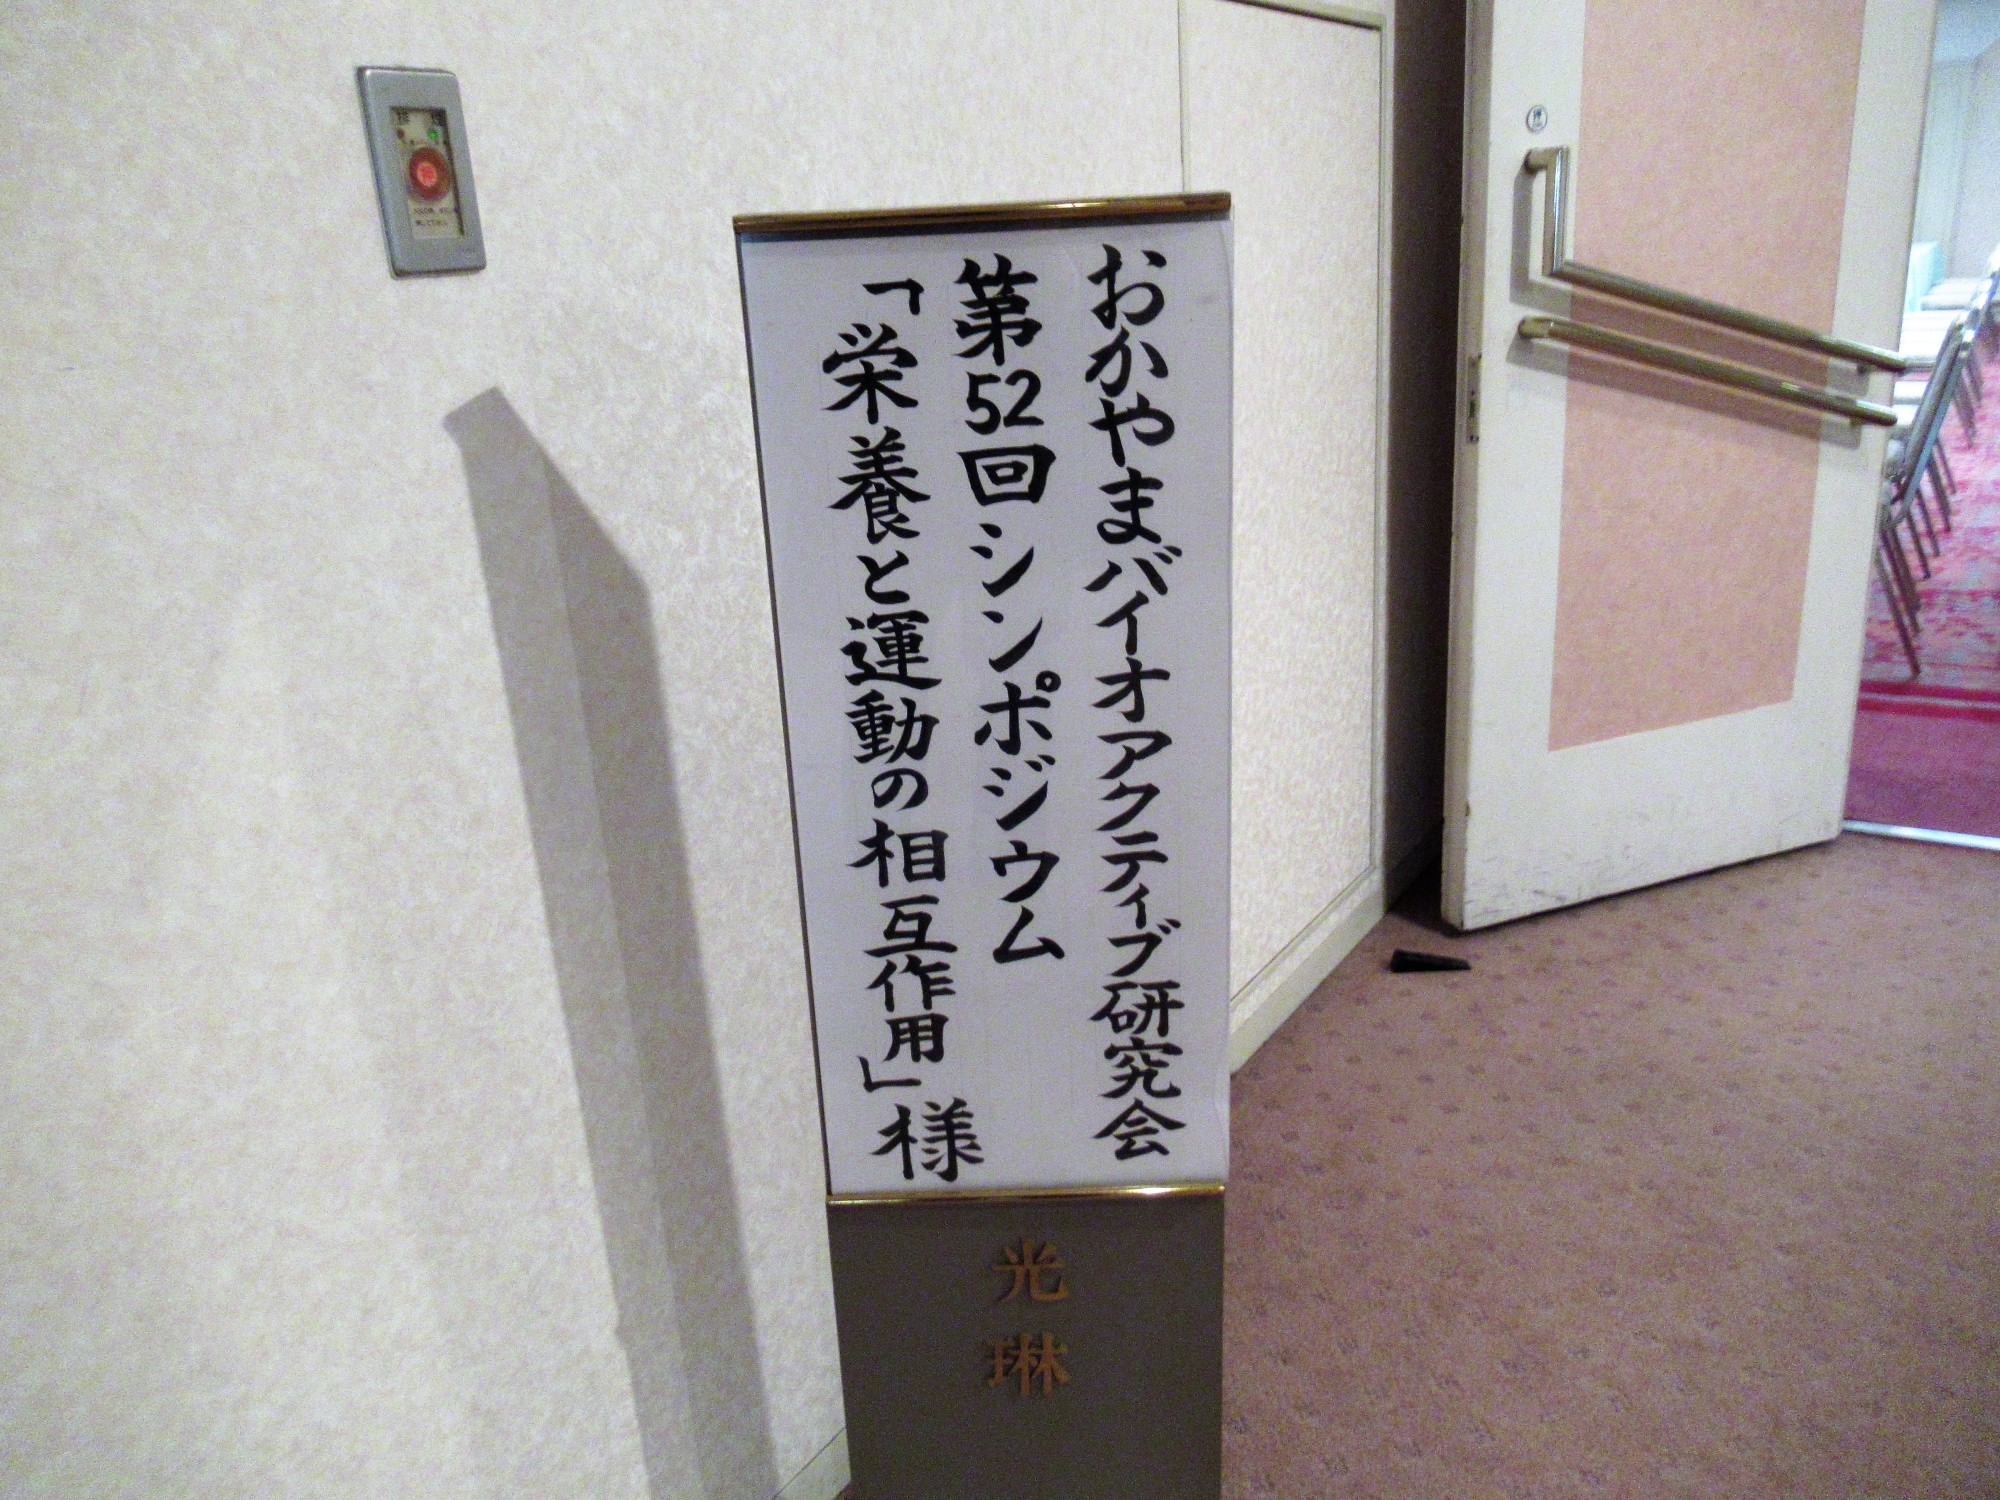 おかやまバイオアクティブ研究会
第52回シンポジウム
「栄養と運動の相互作用」様
光琳
押